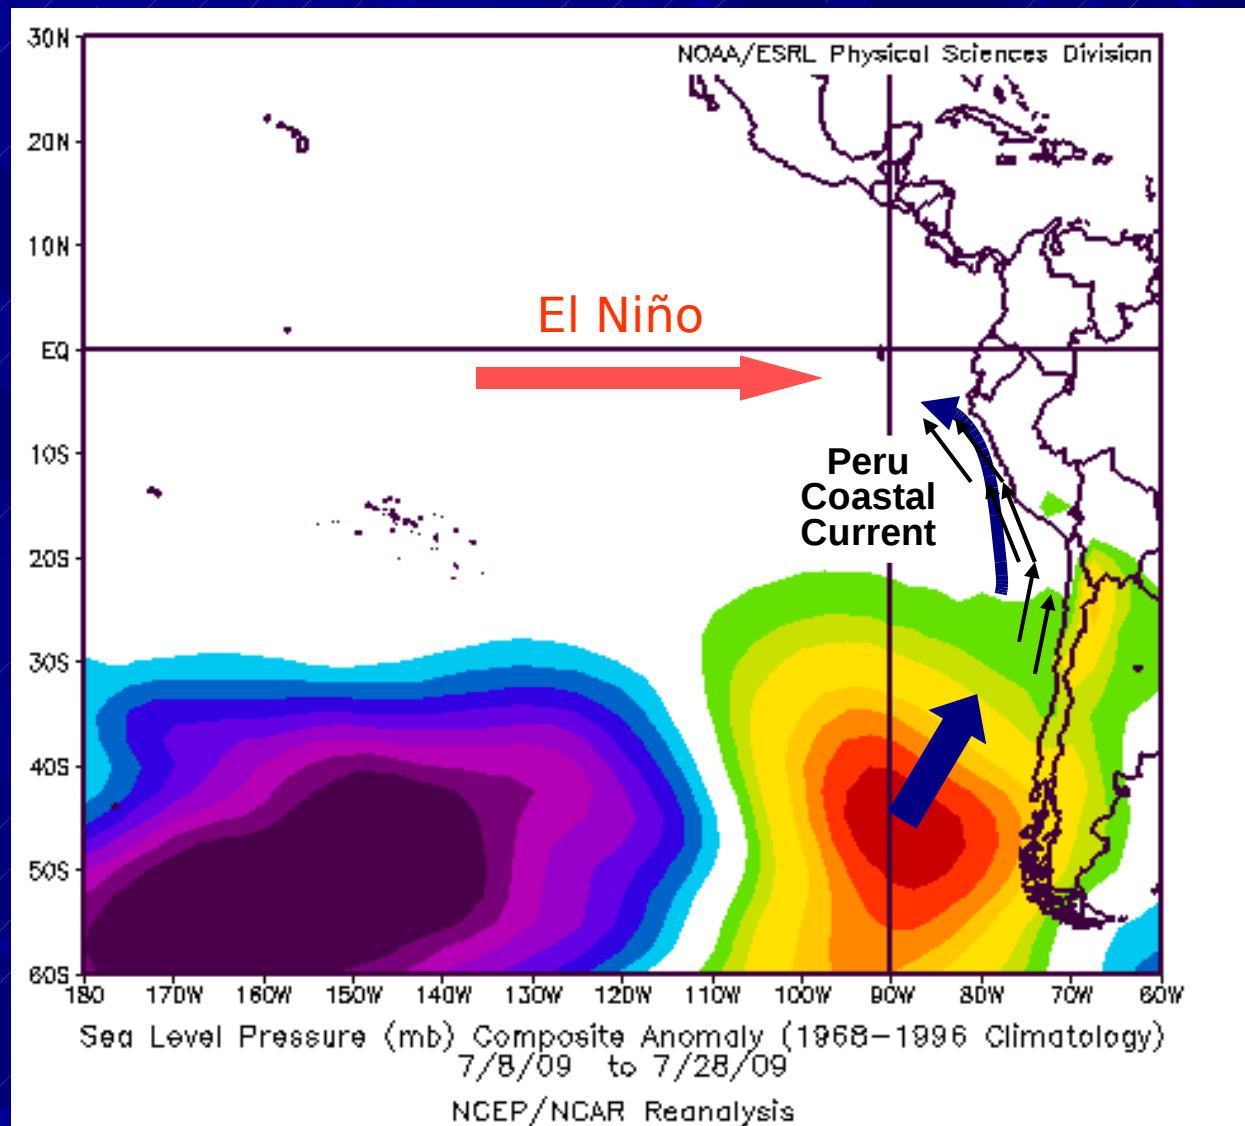 30N
NOAA/ESRL Physical Sciences Division
20N
10N
El Niño
EQ
10S
Peru
Coastal
Current
20S
30S
40S
50S
60S
180 170W 160W 150W 140W 130W 120W 110W 100W 90W 80W 70W 60W
Sea Level Pressure (mb) Composite Anomaly (1968-1996 Climatology)
7/8/09 to 7/28/09
NCEP/NCAR Reanalysis